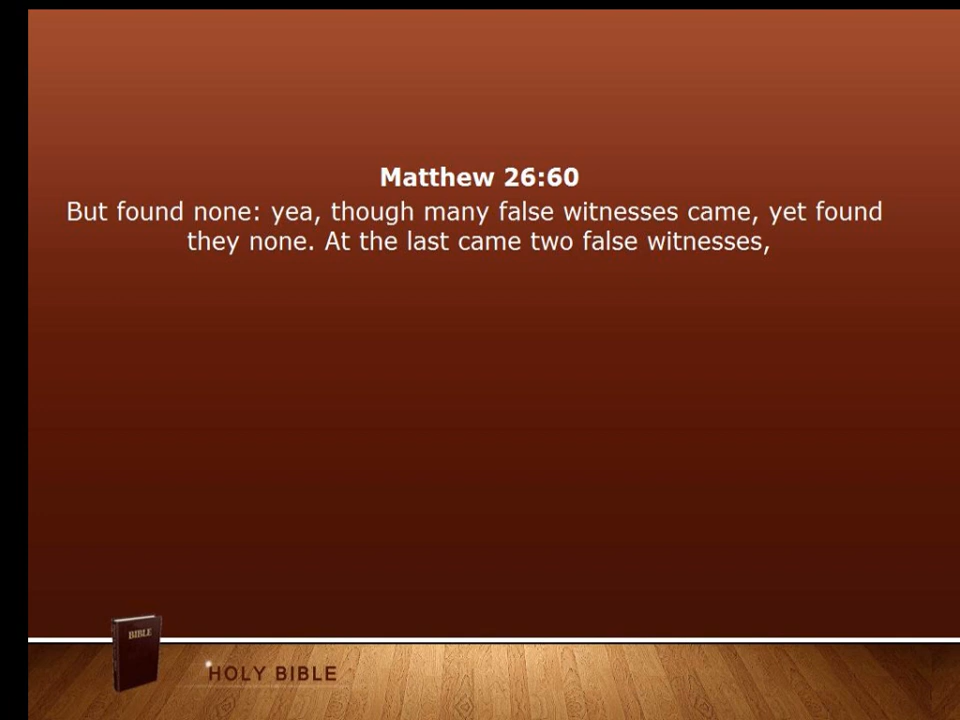 Matthew 26:60
But found none: yea, though many false witnesses came, yet found
they none. At the last came two false witnesses,
BIBLE
HOLY BIBLE